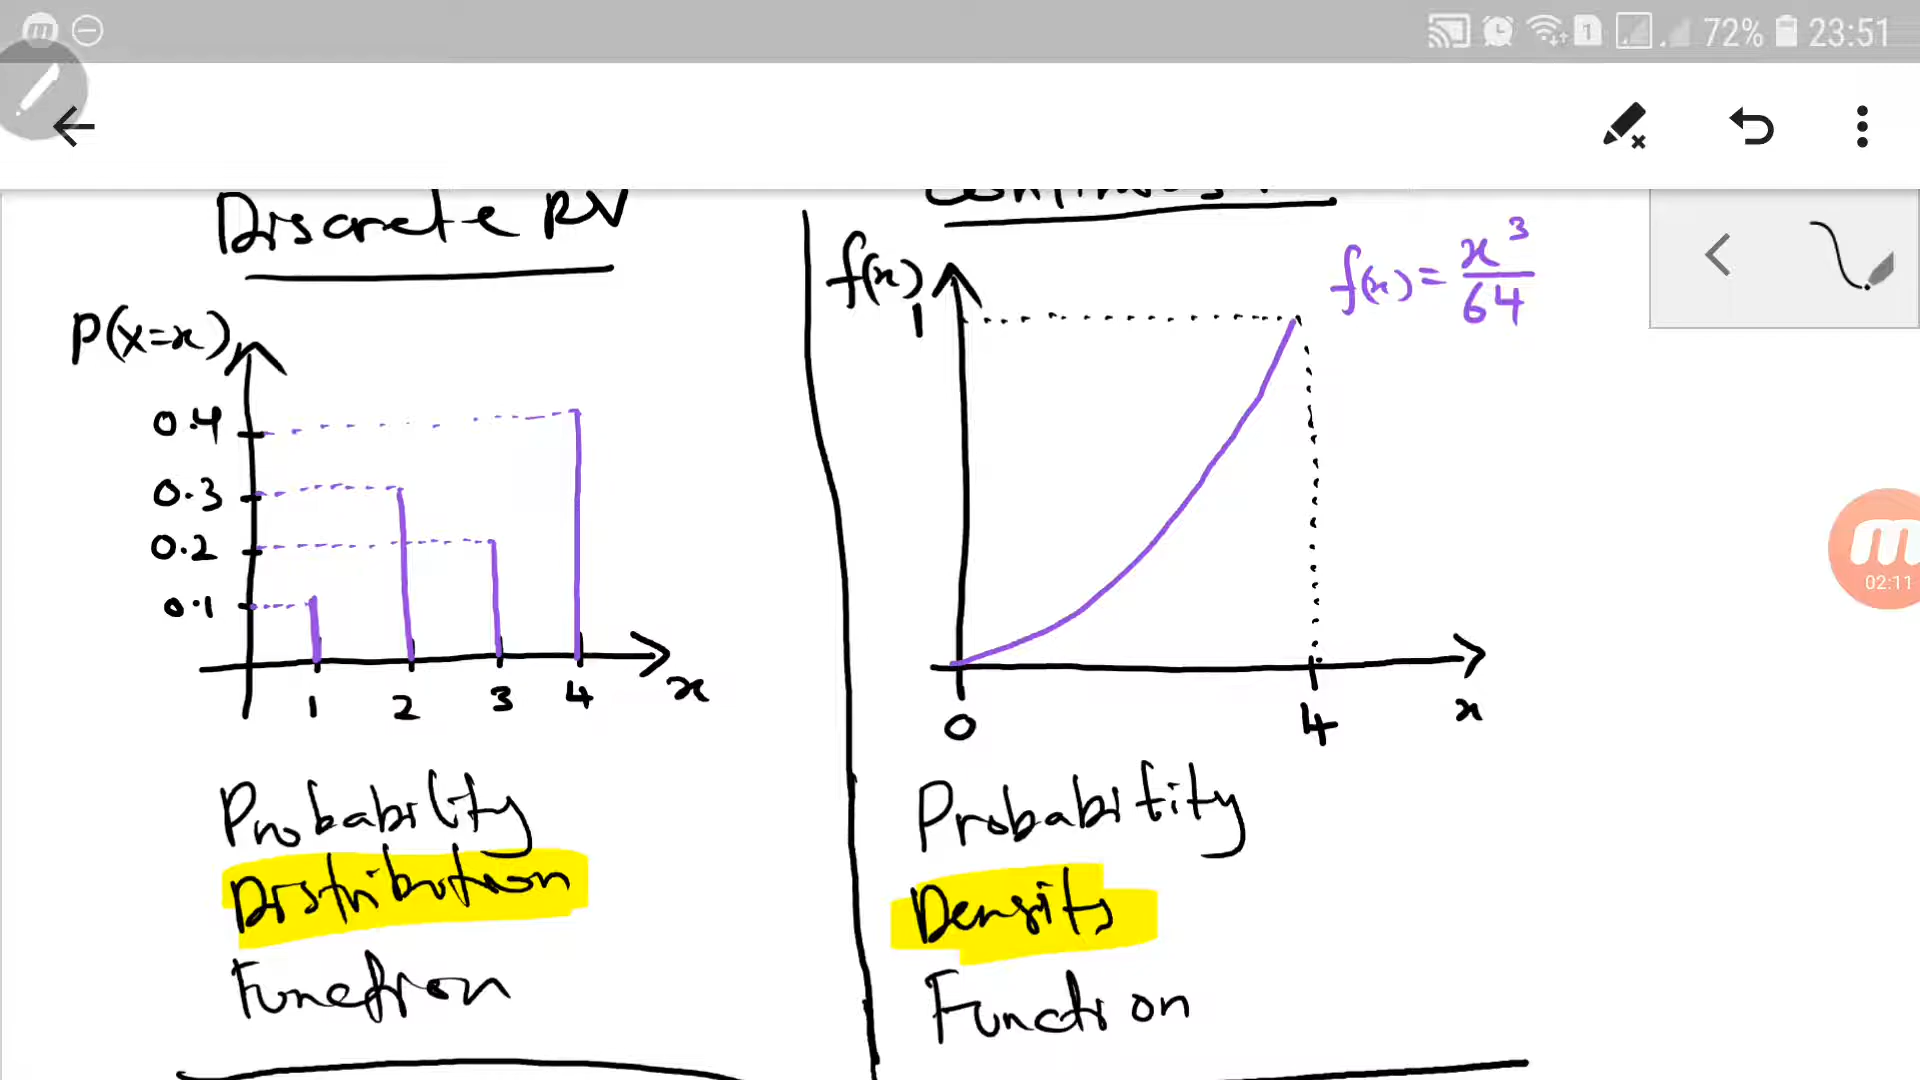 72% 23:51
Discrete RV
P(X=x)
0.4
0.3
0.2
0.1
1 2 3 4 x
Probability
Distribution
Function
f(x)
1
f(x) = x³/64
0 4 x
Probability
Density
Function
02:11